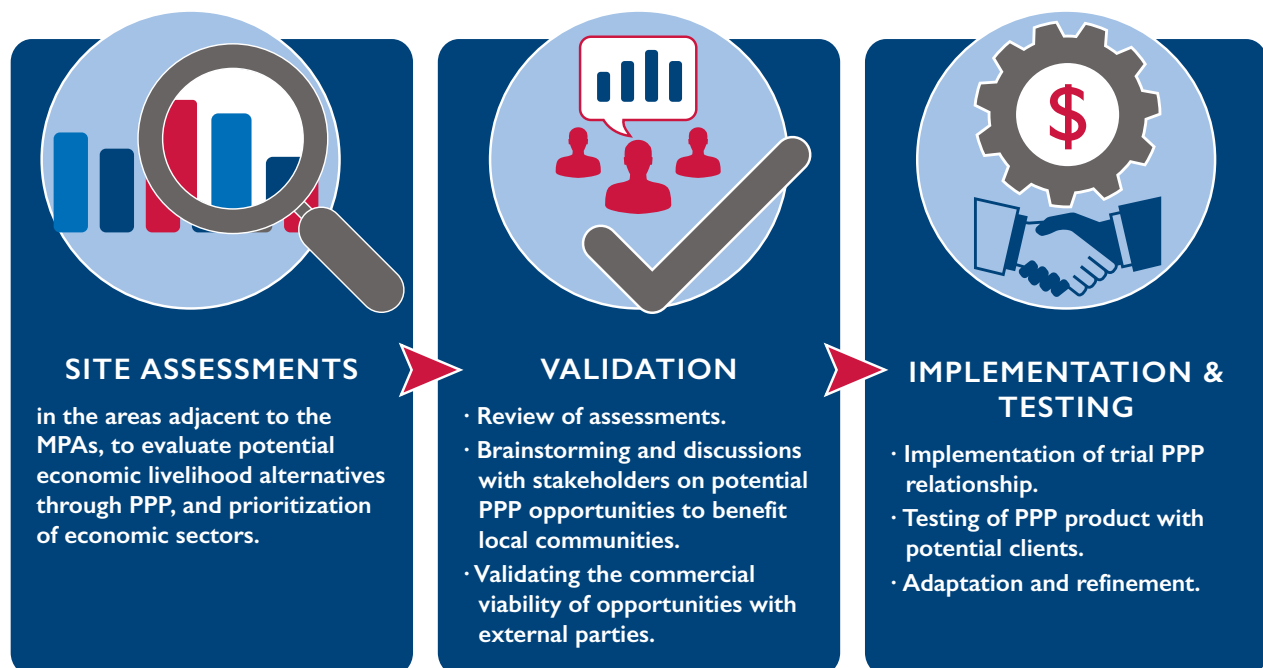 SITE ASSESSMENTS
in the areas adjacent to the
MPAs, to evaluate potential
economic livelihood alternatives
through PPP, and prioritization
of economic sectors.
VALIDATION
· Review of assessments.
· Brainstorming and discussions
with stakeholders on potential
PPP opportunities to benefit
local communities.
· Validating the commercial
viability of opportunities with
external parties.
$
IMPLEMENTATION &
TESTING
· Implementation of trial PPP
relationship.
· Testing of PPP product with
potential clients.
· Adaptation and refinement.